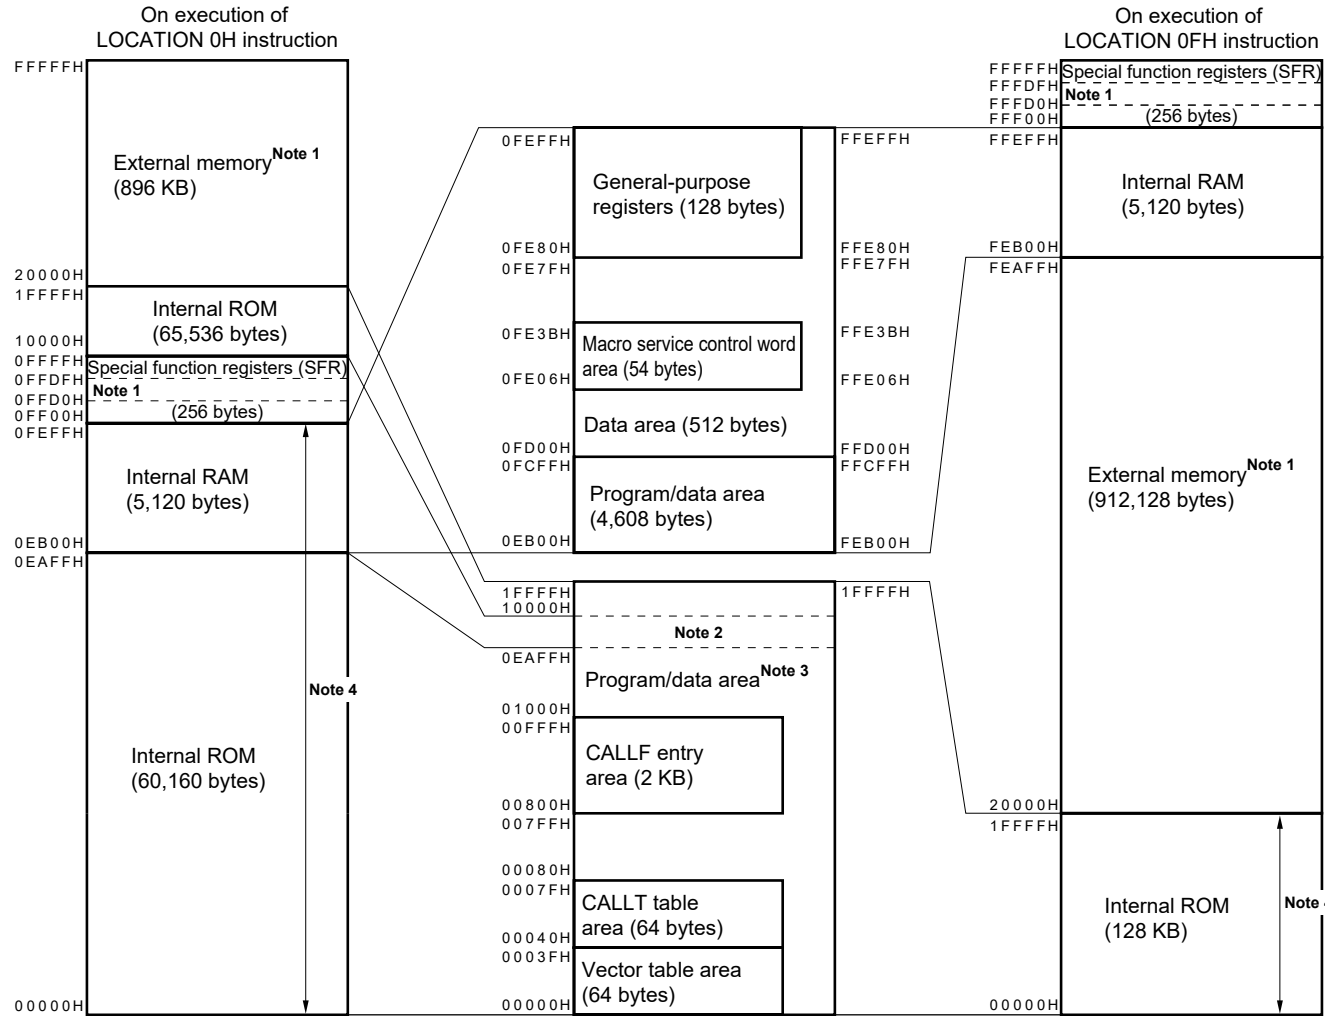 On execution of
LOCATION 0H instruction
FFFFFH
External memory Note 1
(896 KB)
20000H
1FFFFH
Internal ROM
(65,536 bytes)
10000H
0FFFFH
Special function registers (SFR)
0FFDFH
Note 1
0FFD0H
0FF00H
(256 bytes)
0FEFFH
Internal RAM
(5,120 bytes)
0EB00H
0EAFFH
Note 4
Internal ROM
(60,160 bytes)
00000H
0FEFFH
FFEFFH
General-purpose
registers (128 bytes)
0FE80H
FFE80H
0FE7FH
FFE7FH
0FE3BH
FFE3BH
Macro service control word
area (54 bytes)
0FE06H
FFE06H
Data area (512 bytes)
0FD00H
FFD00H
0FCFFH
FFCFFH
Program/data area
(4,608 bytes)
0EB00H
FEB00H
1FFFFH
1FFFFH
10000H
Note 2
0EAFFH
Program/data area Note 3
01000H
00FFFH
CALLF entry
area (2 KB)
00800H
007FFH
00080H
0007FH
CALLT table
area (64 bytes)
00040H
0003FH
Vector table area
(64 bytes)
00000H
On execution of
LOCATION 0FH instruction
FFFFFH
Special function registers (SFR)
FFFDFH
Note 1
FFFD0H
FFF00H
(256 bytes)
FFEFFH
Internal RAM
(5,120 bytes)
FEB00H
FEAFFH
External memory Note 1
(912,128 bytes)
20000H
1FFFFH
Internal ROM
(128 KB)
Note
00000H